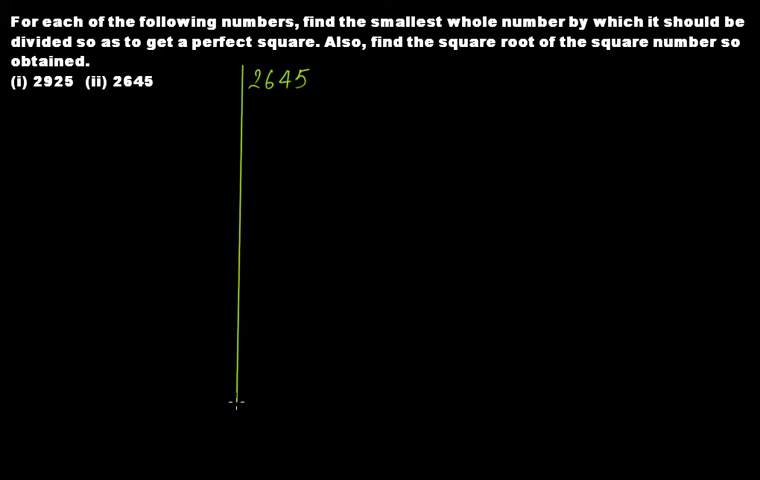 For each of the following numbers, find the smallest whole number by which it should be
divided so as to get a perfect square. Also, find the square root of the square number so
obtained.
(i) 2925 (ii) 2645
2645